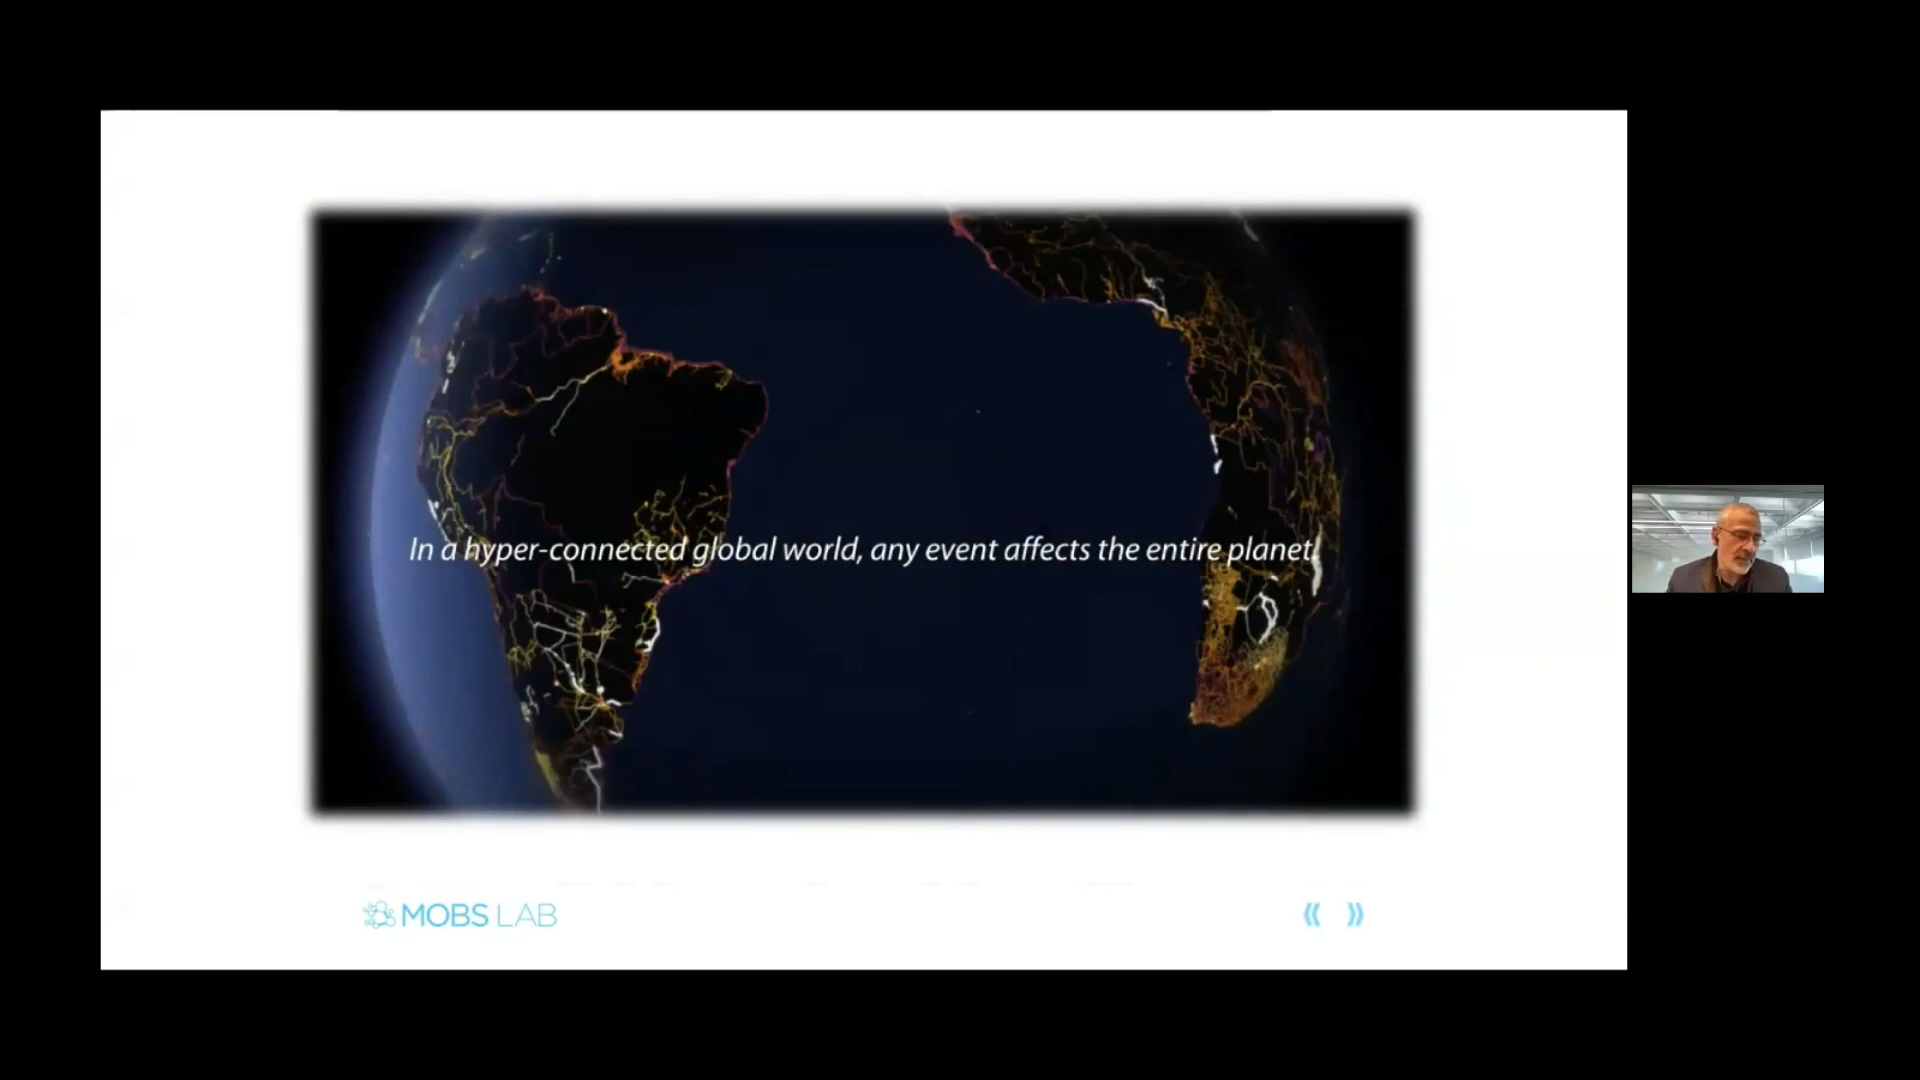 In a hyper-connected global world, any event affects the entire planet.
MOBS LAB